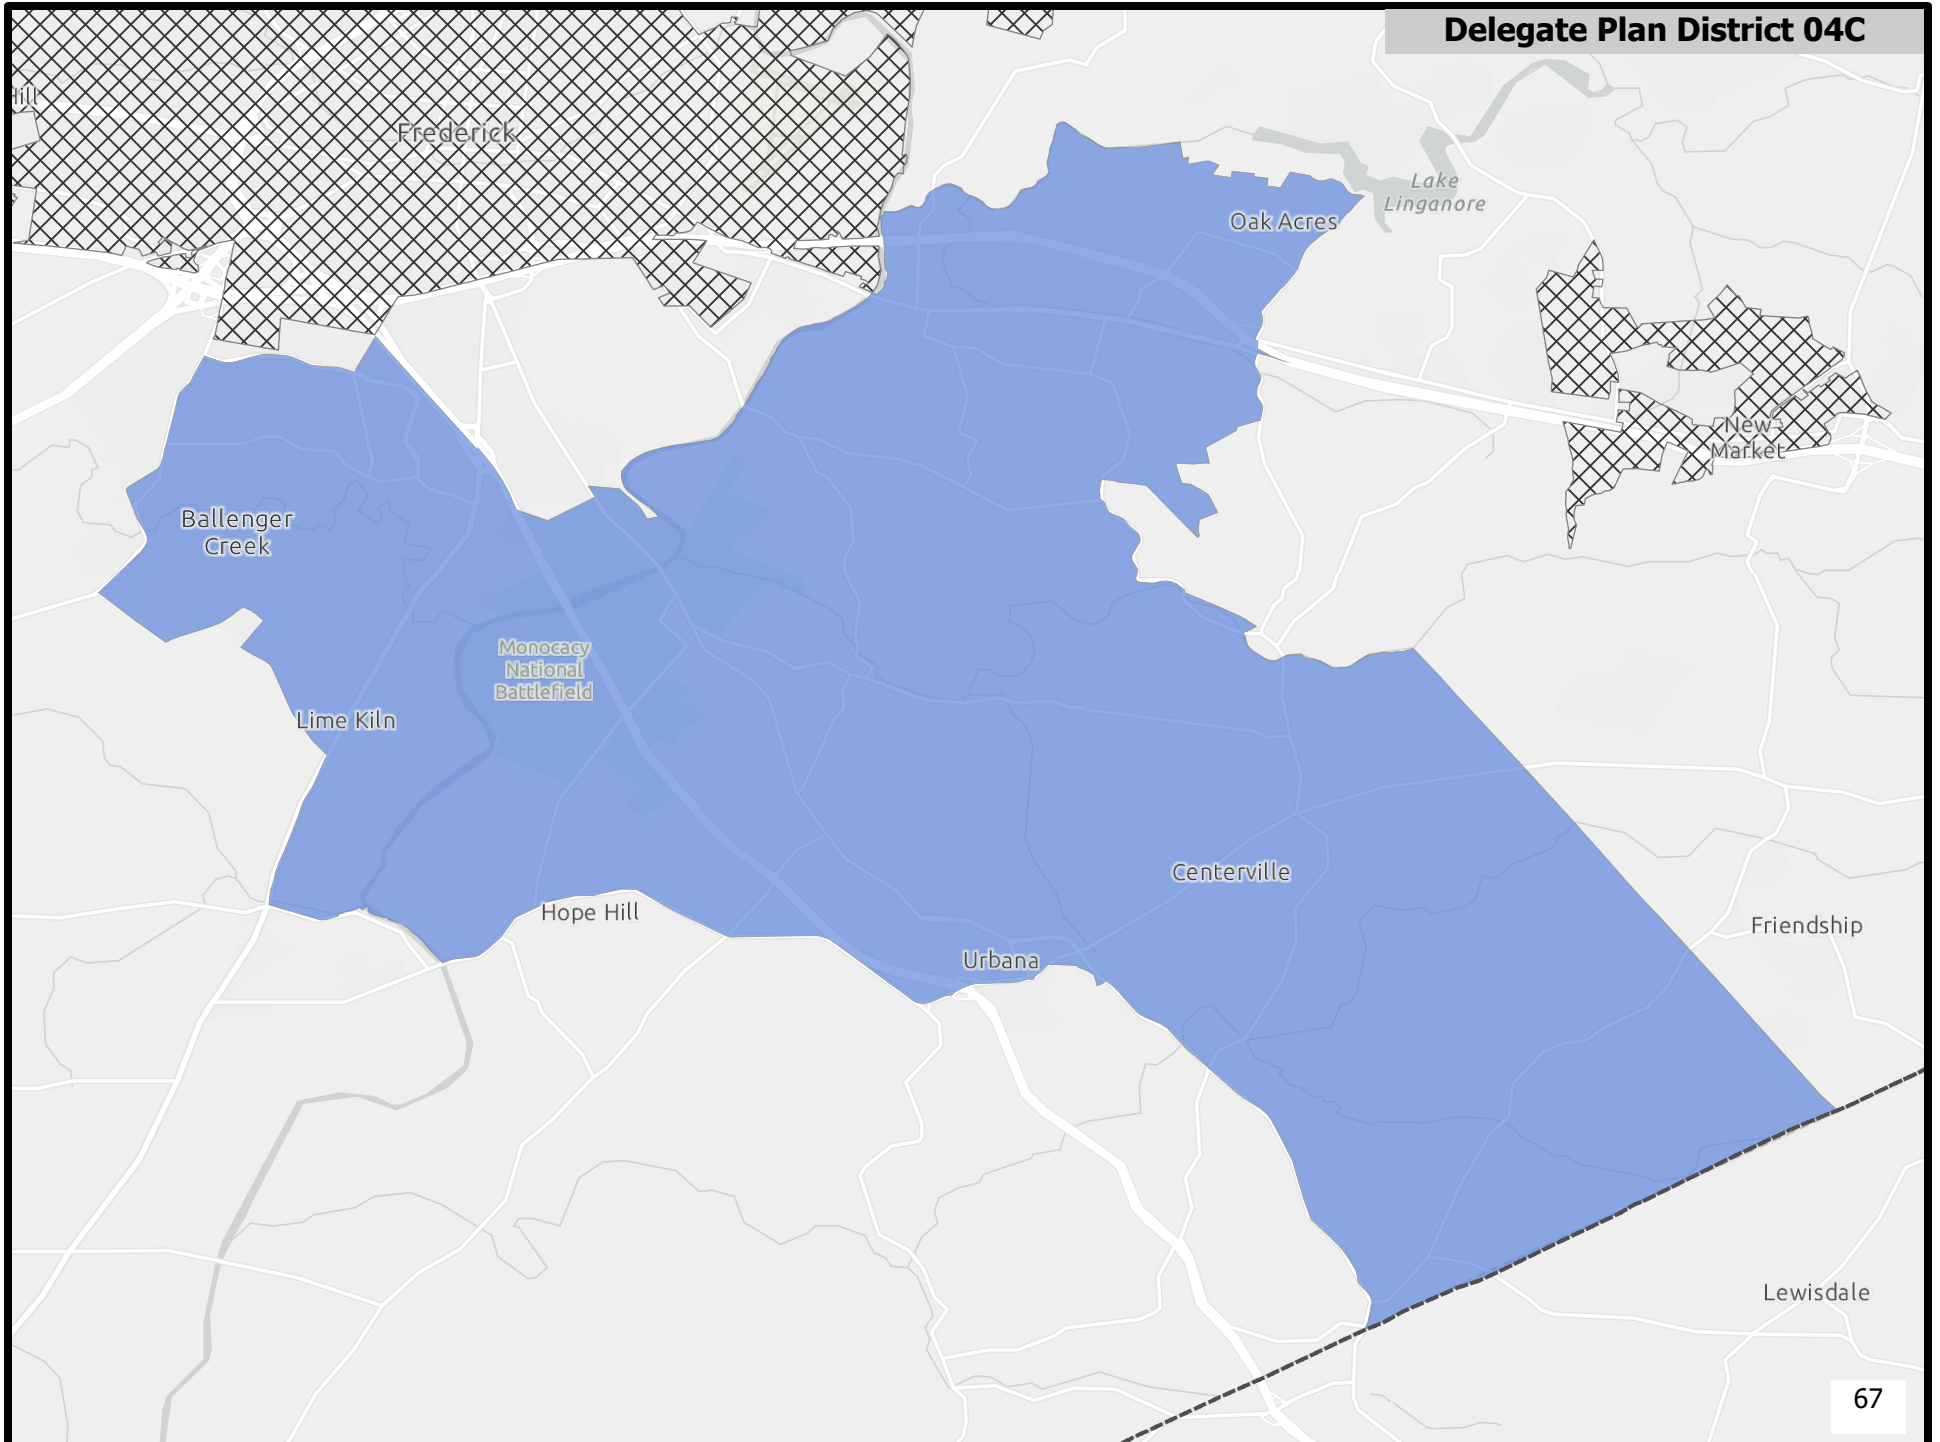 Delegate Plan District 04C
Frederick
Lake
Linganore
Oak Acres
New
Market
Ballenger
Creek
Monocacy
National
Battlefield
Lime Kiln
Centerville
Hope Hill
Friendship
Urbana
Lewisdale
67